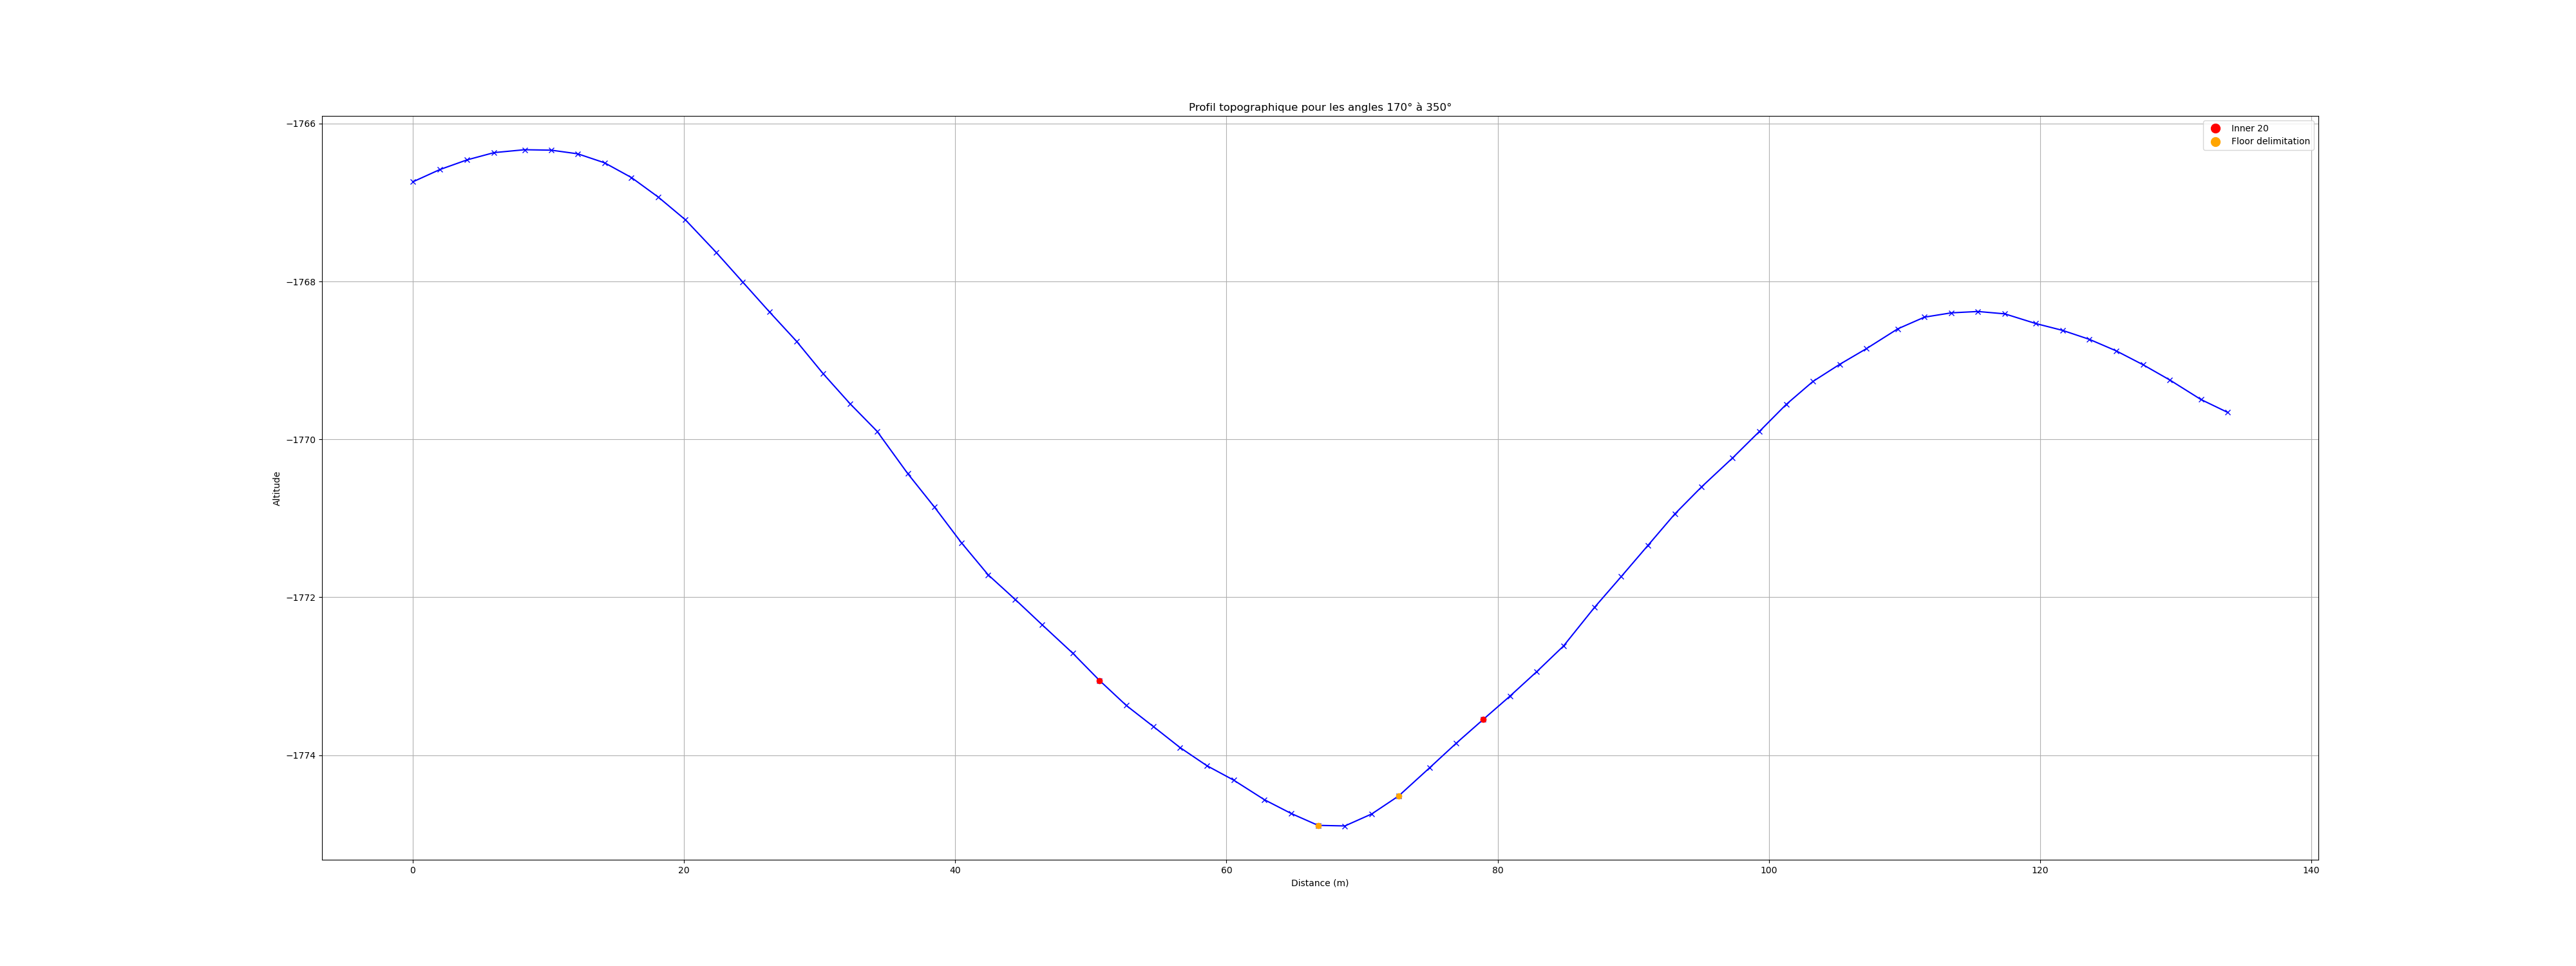 Profil topographique pour les angles 170° à 350°
Inner 20
Floor delimitation
−1766
−1768
−1770
−1772
−1774
Altitude
0 20 40 60 80 100 120 140
Distance (m)